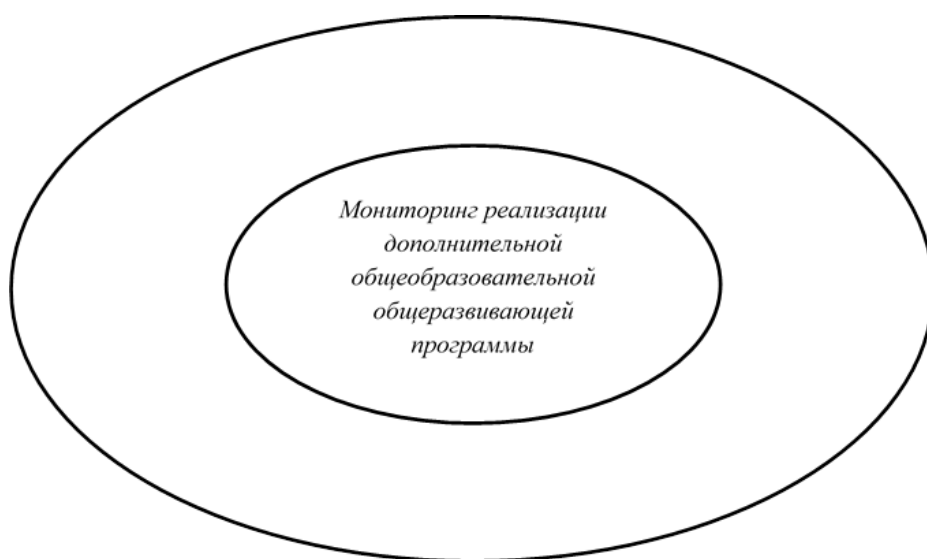 Мониторинг реализации
дополнительной
общеобразовательной
общеразвивающей
программы